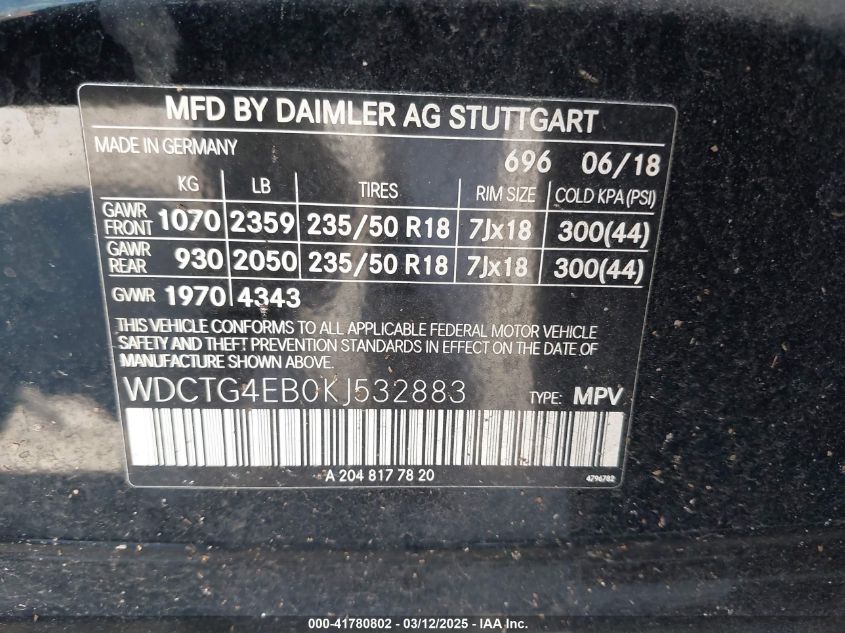 MFD BY DAIMLER AG STUTTGART
MADE IN GERMANY 696 06/18
KG LB TIRES RIM SIZE COLD KPA (PSI)
GAWR FRONT 1070 2359 235/50 R18 7Jx18 300(44)
GAWR REAR 930 2050 235/50 R18 7Jx18 300(44)
GVWR 1970 4343
THIS VEHICLE CONFORMS TO ALL APPLICABLE FEDERAL MOTOR VEHICLE
SAFETY AND THEFT PREVENTION STANDARDS IN EFFECT ON THE DATE OF
MANUFACTURE SHOWN ABOVE.
WDCTG4EB0KJ532883 TYPE: MPV
A 204 817 78 20 4796782
000-41780802 - 03/12/2025 - IAA Inc.